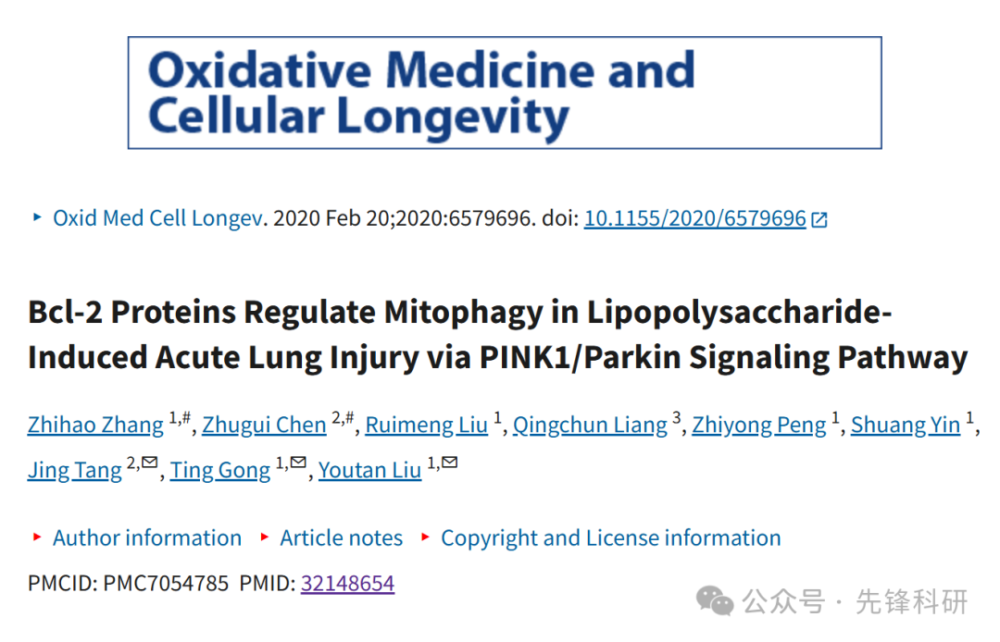 Oxidative Medicine and
Cellular Longevity
‣ Oxid Med Cell Longev. 2020 Feb 20;2020:6579696. doi: 10.1155/2020/6579696
Bcl-2 Proteins Regulate Mitophagy in Lipopolysaccharide-
Induced Acute Lung Injury via PINK1/Parkin Signaling Pathway
Zhihao Zhang 1,#, Zhugui Chen 2,#, Ruimeng Liu 1, Qingchun Liang 3, Zhiyong Peng 1, Shuang Yin 1,
Jing Tang 2,✉, Ting Gong 1,✉, Youtan Liu 1,✉
‣ Author information ‣ Article notes ‣ Copyright and License information
PMCID: PMC7054785 PMID: 32148654
公众号 · 先锋科研